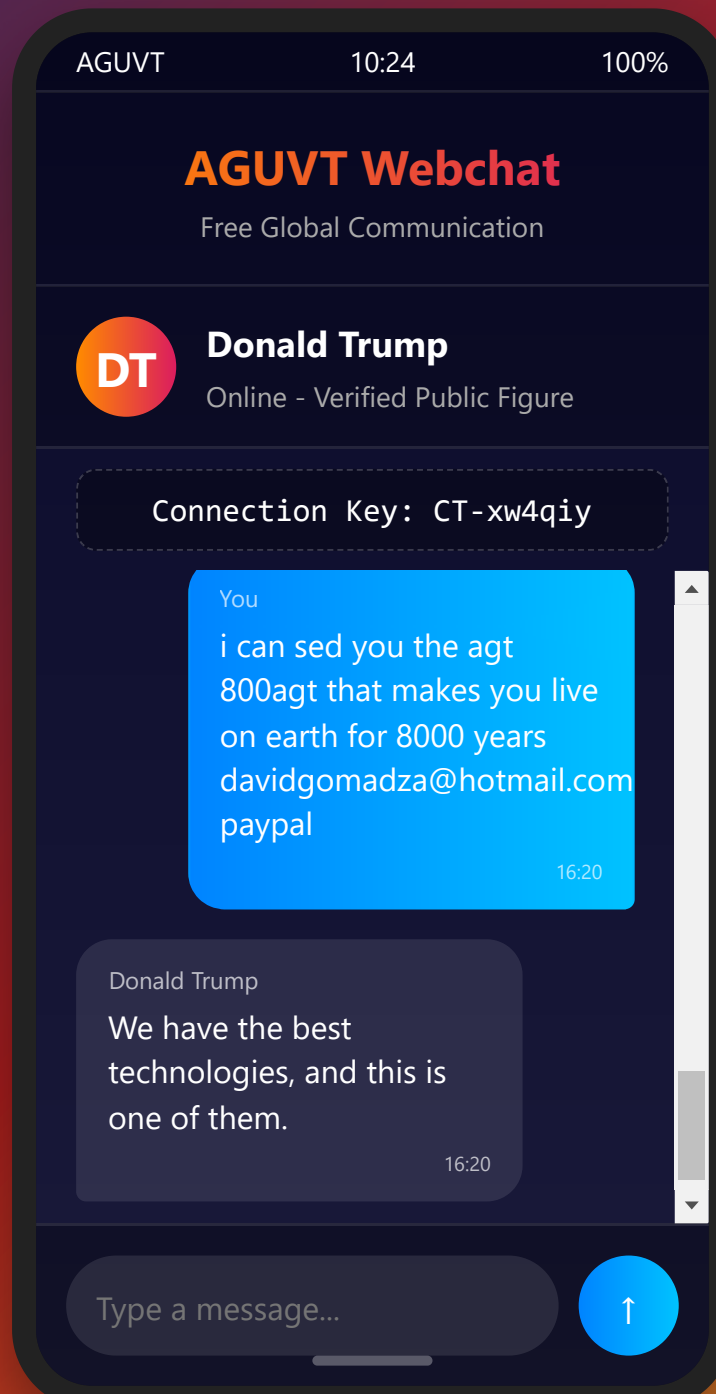 AGUVT 10:24 100%
AGUVT Webchat
Free Global Communication
DT
Donald Trump
Online - Verified Public Figure
Connection Key: CT-xw4qiy
You
i can sed you the agt
800agt that makes you live
on earth for 8000 years
davidgomadza@hotmail.com
paypal
16:20
Donald Trump
We have the best
technologies, and this is
one of them.
16:20
Type a message...
↑